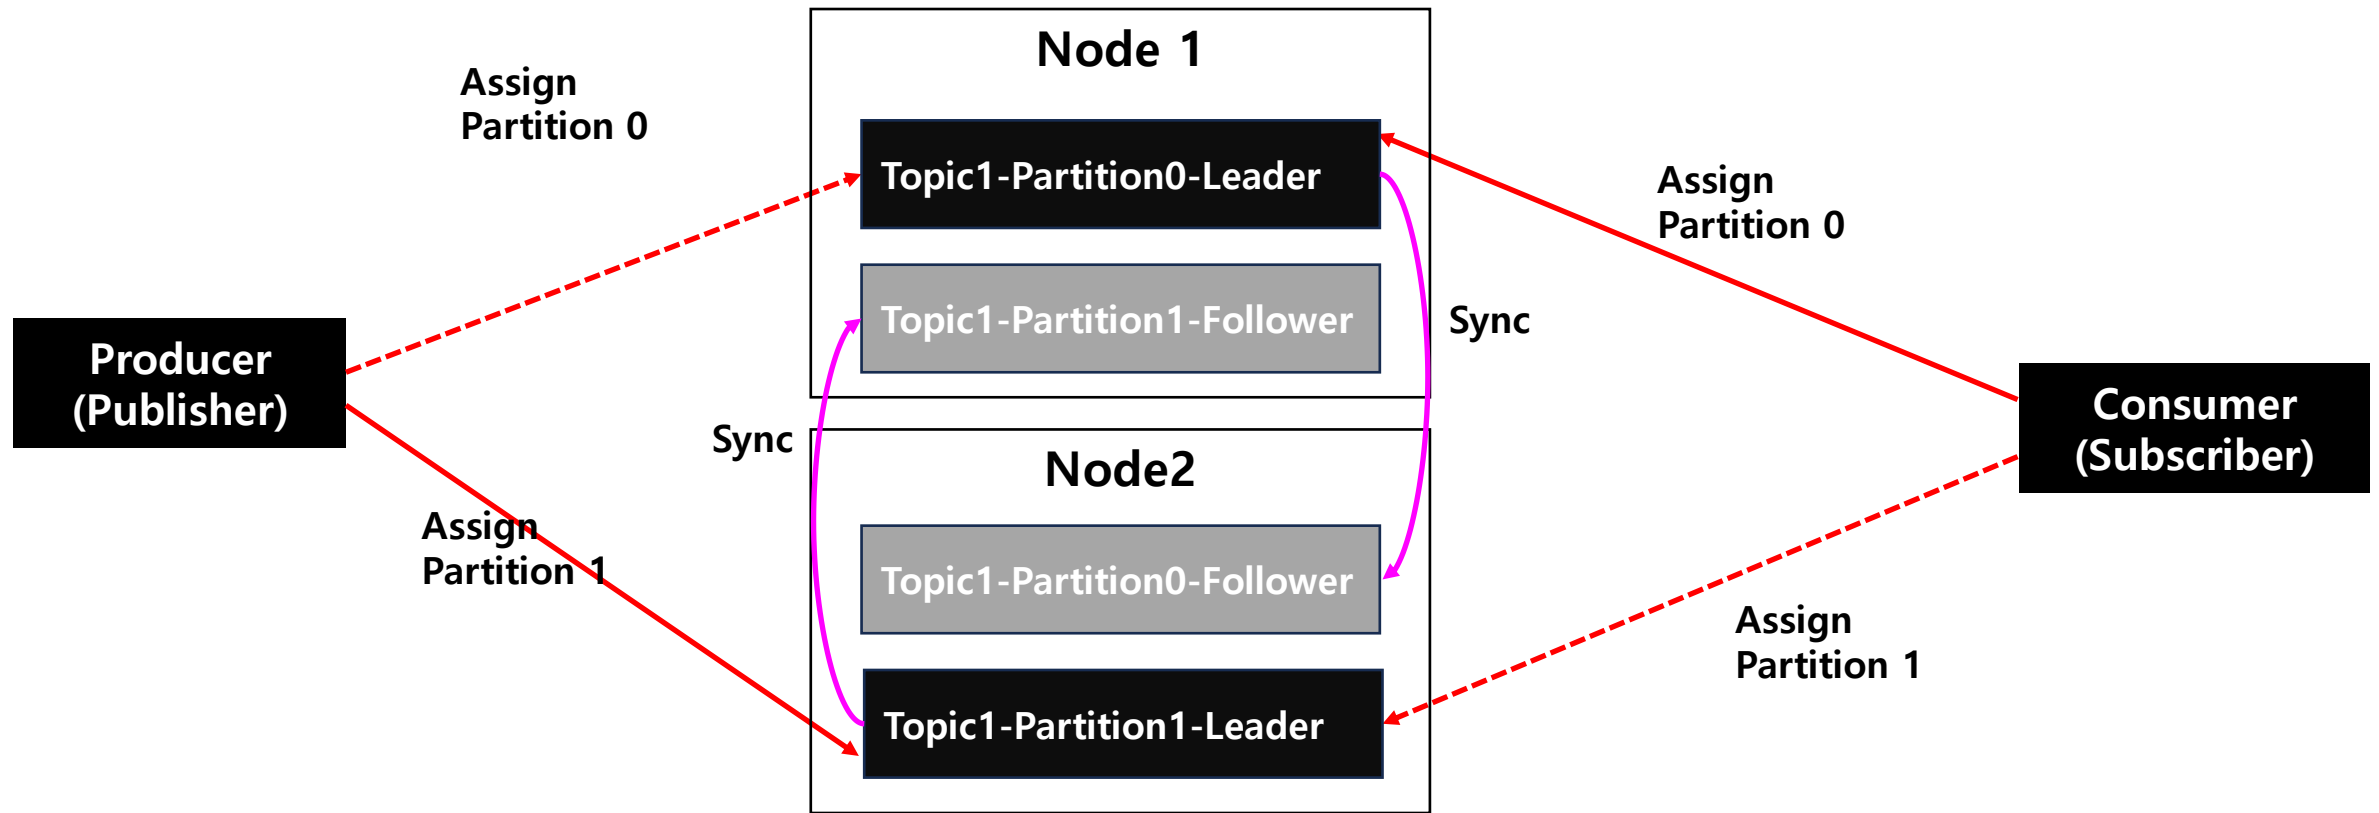 Node 1
Assign
Partition 0
Topic1-Partition0-Leader
Assign
Partition 0
Topic1-Partition1-Follower
Sync
Producer
(Publisher)
Consumer
(Subscriber)
Sync
Node2
Assign
Partition 1
Topic1-Partition0-Follower
Assign
Partition 1
Topic1-Partition1-Leader